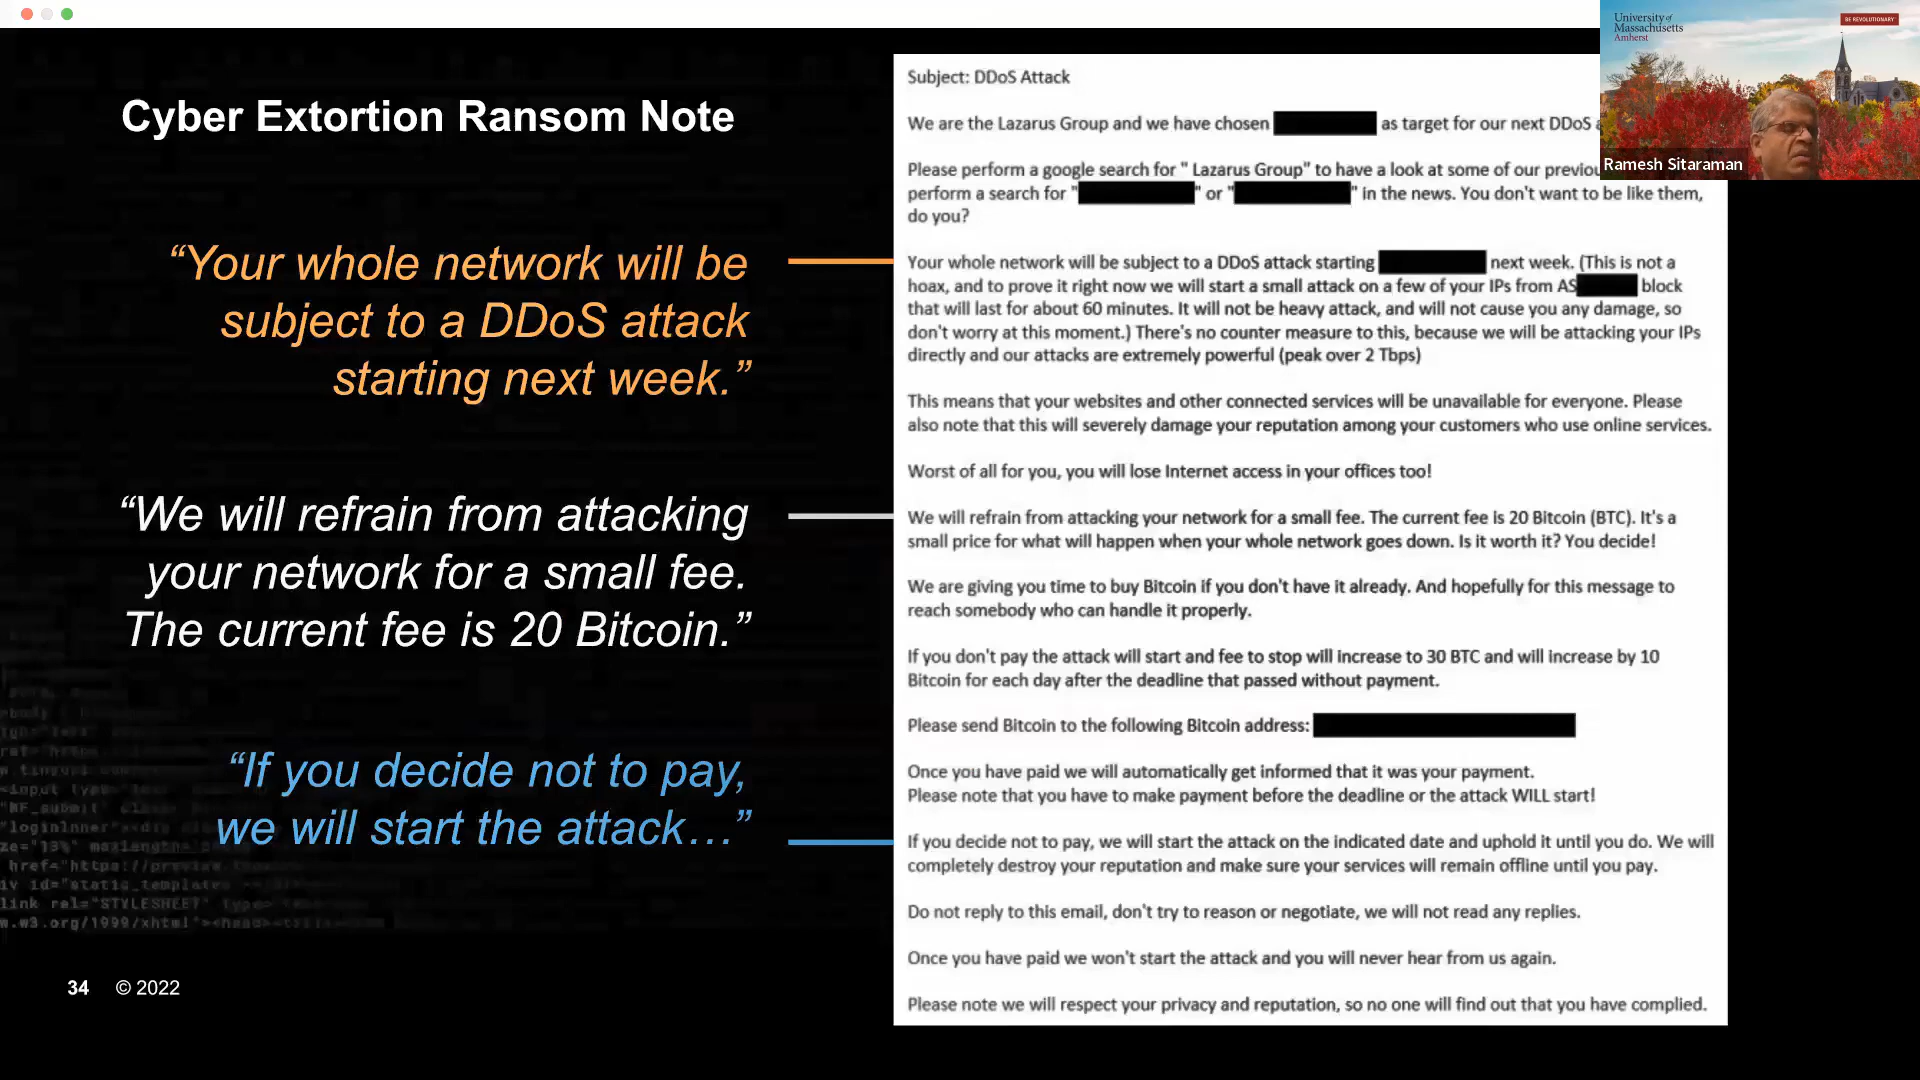 Cyber Extortion Ransom Note
“Your whole network will be
subject to a DDoS attack
starting next week.”
“We will refrain from attacking
your network for a small fee.
The current fee is 20 Bitcoin.”
“If you decide not to pay,
we will start the attack…”
34 © 2022
Subject: DDoS Attack
We are the Lazarus Group and we have chosen as target for our next DDoS
Please perform a google search for " Lazarus Group" to have a look at some of our
perform a search for " " or " " in the news. You don't want to be like them,
do you?
Your whole network will be subject to a DDoS attack starting next week. (This is not a
hoax, and to prove it right now we will start a small attack on a few of your IPs from AS block
that will last for about 60 minutes. It will not be heavy attack, and will not cause you any damage, so
don't worry at this moment.) There's no counter measure to this, because we will be attacking your IPs
directly and our attacks are extremely powerful (peak over 2 Tbps)
This means that your websites and other connected services will be unavailable for everyone. Please
also note that this will severely damage your reputation among your customers who use online services.
Worst of all for you, you will lose Internet access in your offices too!
We will refrain from attacking your network for a small fee. The current fee is 20 Bitcoin (BTC). It's a
small price for what will happen when your whole network goes down. Is it worth it? You decide!
We are giving you time to buy Bitcoin if you don't have it already. And hopefully for this message to
reach somebody who can handle it properly.
If you don't pay the attack will start and fee to stop will increase to 30 BTC and will increase by 10
Bitcoin for each day after the deadline that passed without payment.
Please send Bitcoin to the following Bitcoin address:
Once you have paid we will automatically get informed that it was your payment.
Please note that you have to make payment before the deadline or the attack WILL start!
If you decide not to pay, we will start the attack on the indicated date and uphold it until you do. We will
completely destroy your reputation and make sure your services will remain offline until you pay.
Do not reply to this email, don't try to reason or negotiate, we will not read any replies.
Once you have paid we won't start the attack and you will never hear from us again.
Please note we will respect your privacy and reputation, so no one will find out that you have complied.
University of
Massachusetts
Amherst
BE REVOLUTIONARY
Ramesh Sitaraman